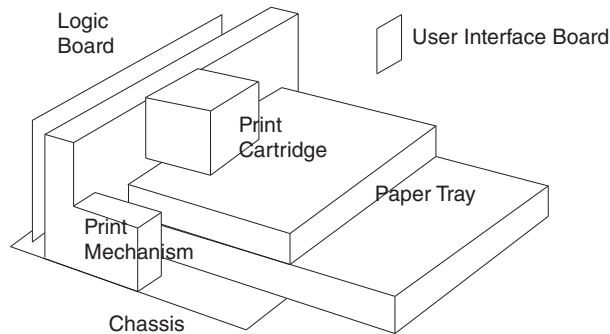 Logic
Board
User Interface Board
Print
Cartridge
Paper Tray
Print
Mechanism
Chassis